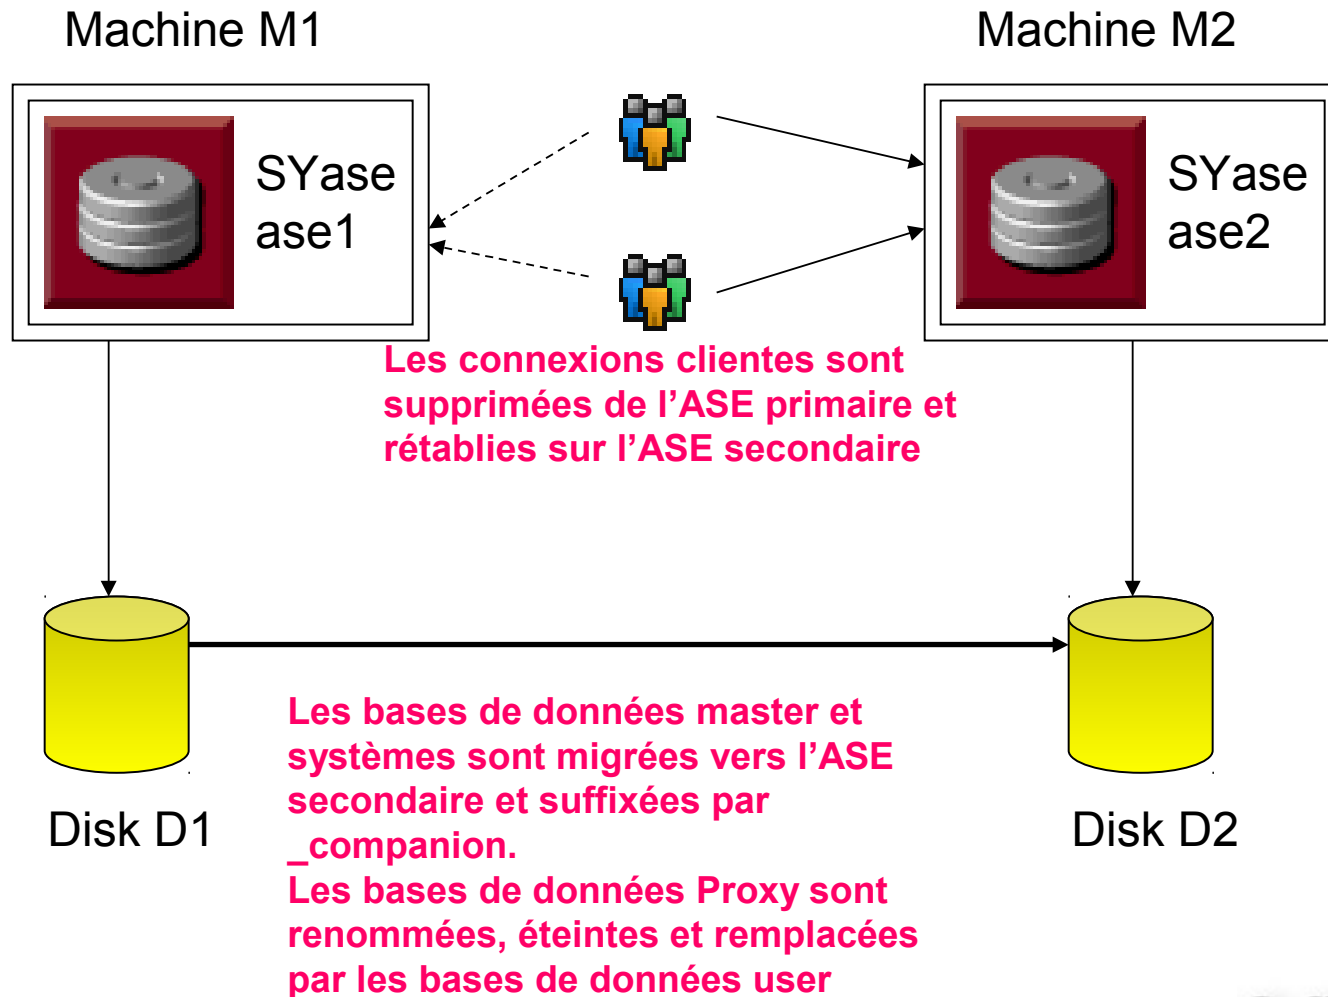 Machine M1
Machine M2
SYase
ase1
SYase
ase2
Les connexions clientes sont
supprimées de l’ASE primaire et
rétablies sur l’ASE secondaire
Les bases de données master et
systèmes sont migrées vers l’ASE
secondaire et suffixées par
_companion.
Les bases de données Proxy sont
renommées, éteintes et remplacées
par les bases de données user
Disk D1
Disk D2